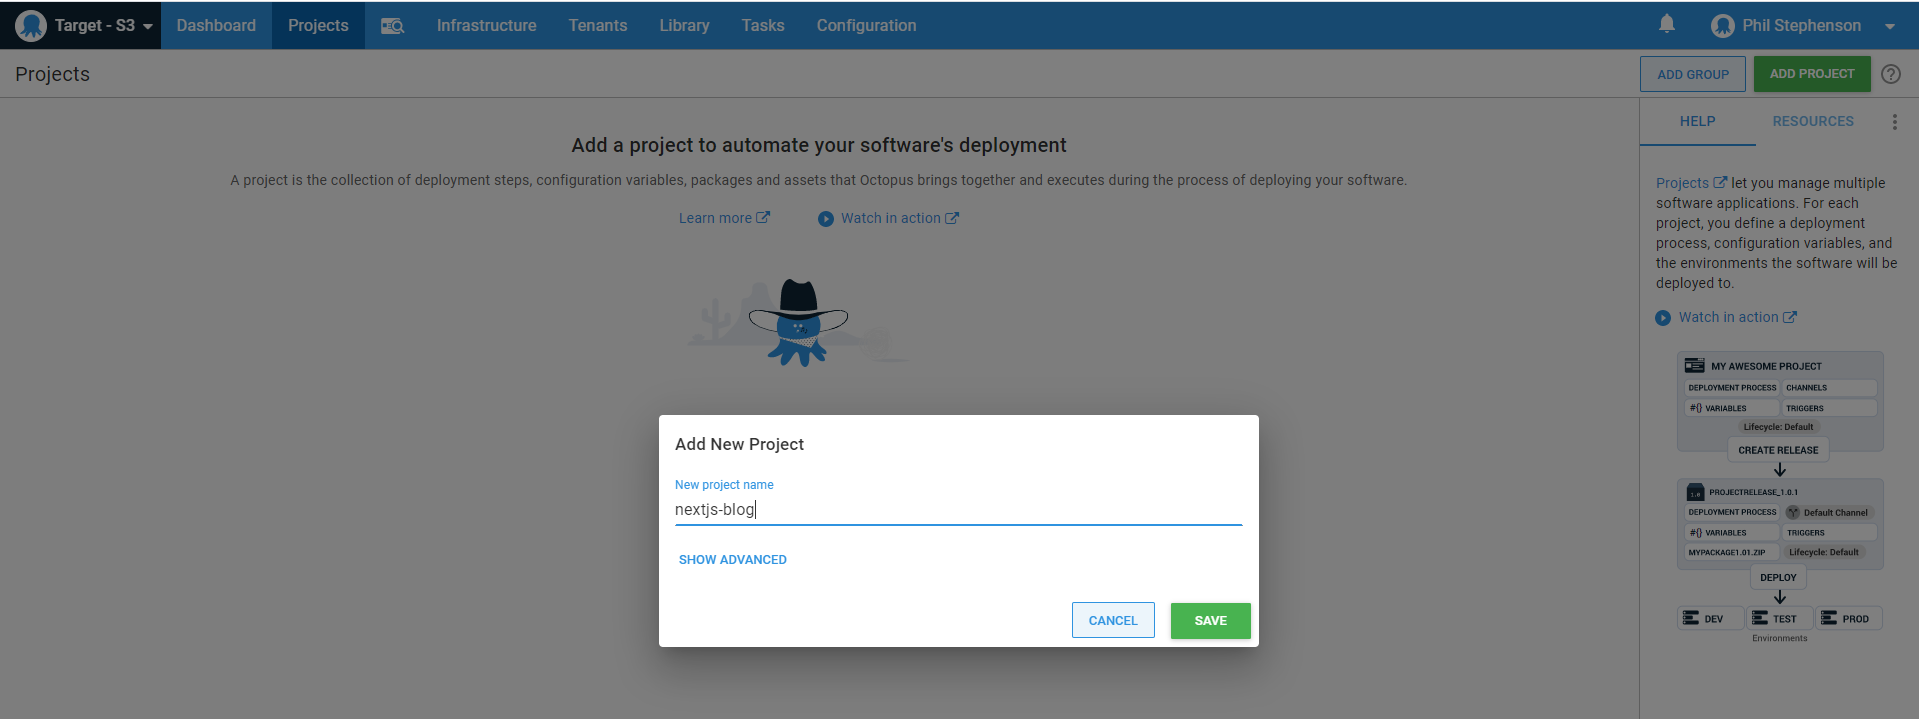 Target - S3
Dashboard
Projects
Infrastructure
Tenants
Library
Tasks
Configuration
Phil Stephenson
Projects
ADD GROUP
ADD PROJECT
?
Add a project to automate your software's deployment
A project is the collection of deployment steps, configuration variables, packages and assets that Octopus brings together and executes during the process of deploying your software.
Learn more
Watch in action
HELP
RESOURCES
Projects let you manage multiple
software applications. For each
project, you define a deployment
process, configuration variables, and
the environments the software will be
deployed to.
Watch in action
MY AWESOME PROJECT
DEPLOYMENT PROCESS
CHANNELS
#{} VARIABLES
TRIGGERS
Lifecycle: Default
CREATE RELEASE
1.0
PROJECTRELEASE_1.0.1
DEPLOYMENT PROCESS
Default Channel
#{} VARIABLES
TRIGGERS
MYPACKAGE1.01.ZIP
Lifecycle: Default
DEPLOY
DEV
TEST
PROD
Environments
Add New Project
New project name
nextjs-blog
SHOW ADVANCED
CANCEL
SAVE